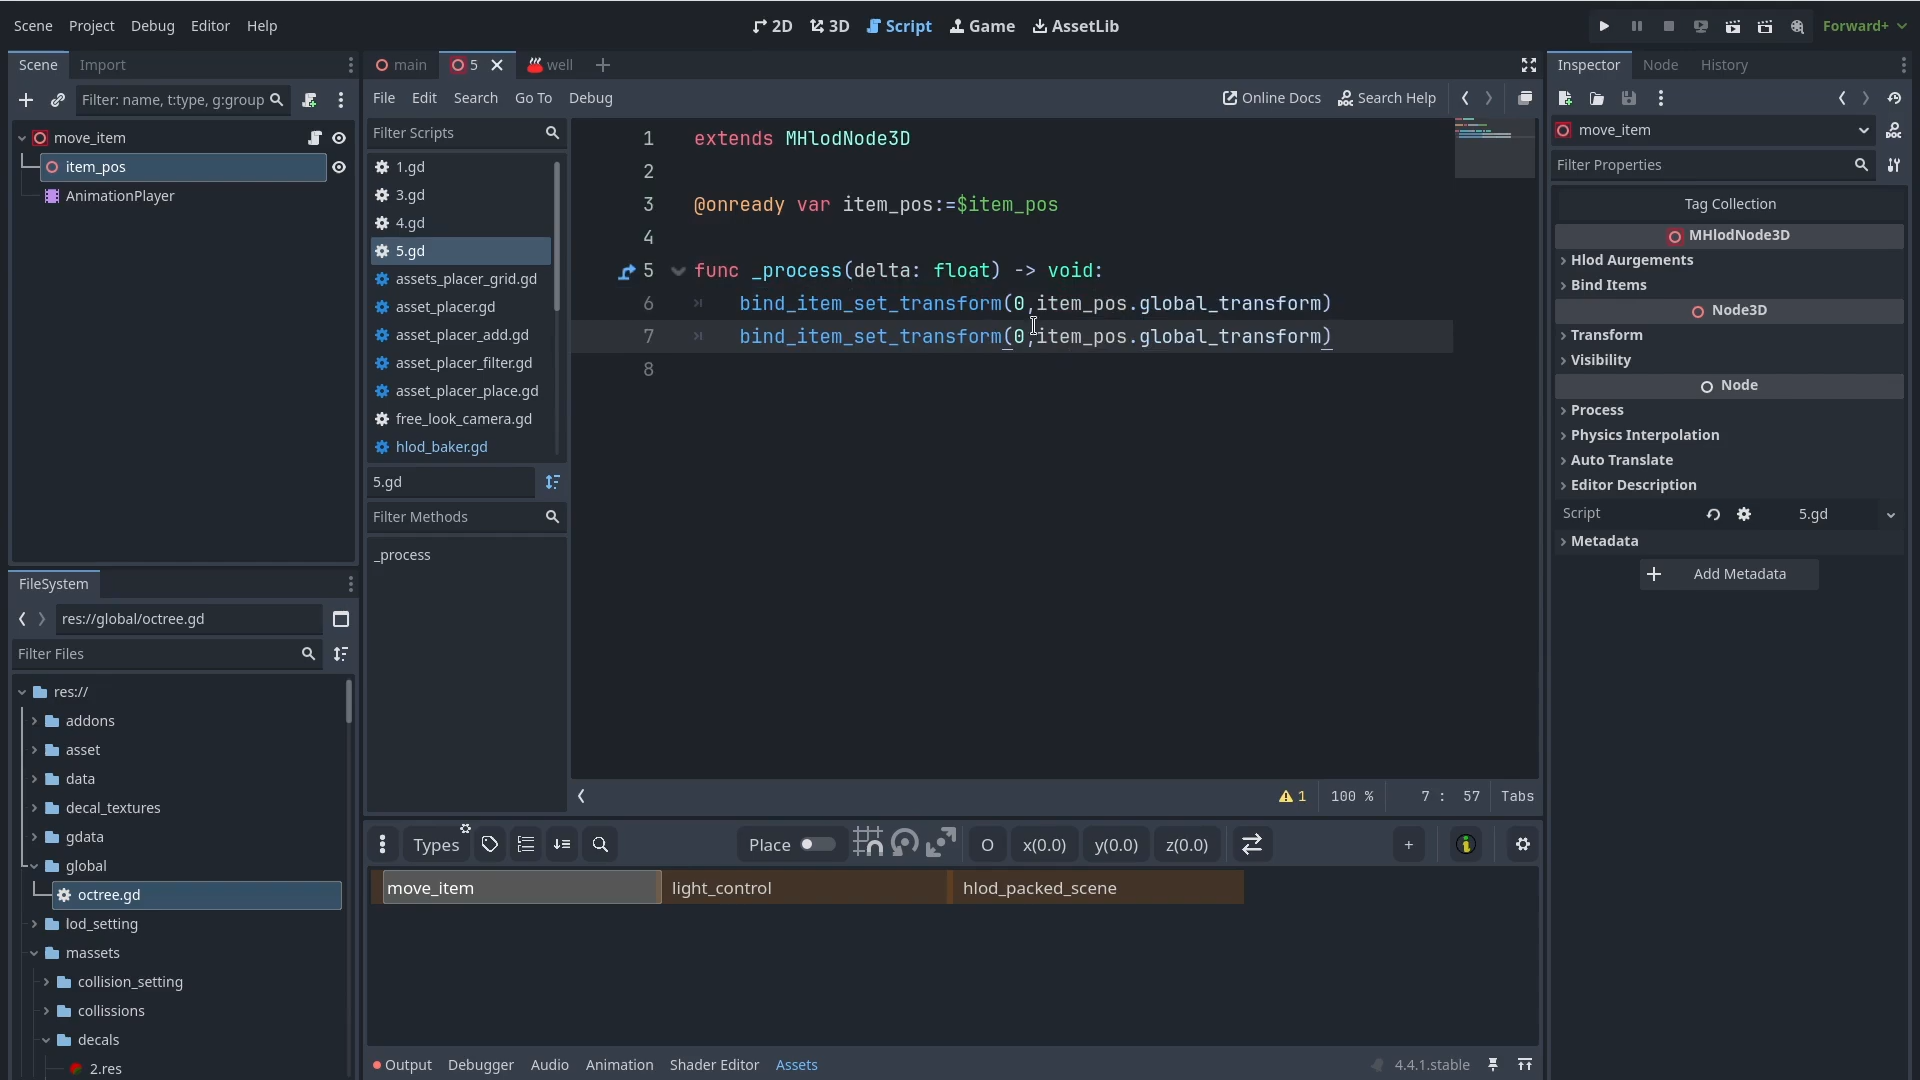 Scene Project Debug Editor Help
2D 3D Script Game AssetLib
Forward+
Scene Import
Filter: name, t:type, g:group
move_item
item_pos
AnimationPlayer
FileSystem
res://global/octree.gd
Filter Files
res://
addons
asset
data
decal_textures
gdata
global
octree.gd
lod_setting
massets
collision_setting
collissions
decals
2.res
main 5 well
File Edit Search Go To Debug
Online Docs Search Help
Filter Scripts
1.gd
3.gd
4.gd
5.gd
assets_placer_grid.gd
asset_placer.gd
asset_placer_add.gd
asset_placer_filter.gd
asset_placer_place.gd
free_look_camera.gd
hlod_baker.gd
5.gd
Filter Methods
_process
1 extends MHlodNode3D
2
3 @onready var item_pos:=$item_pos
4
5 func _process(delta: float) -> void:
6 bind_item_set_transform(0,item_pos.global_transform)
7 bind_item_set_transform(0,item_pos.global_transform)
8
1 100 % 7 : 57 Tabs
Types Place O x(0.0) y(0.0) z(0.0) +
move_item light_control hlod_packed_scene
Output Debugger Audio Animation Shader Editor Assets 4.4.1.stable
Inspector Node History
move_item
Filter Properties
Tag Collection
MHlodNode3D
Hlod Aurgements
Bind Items
Node3D
Transform
Visibility
Node
Process
Physics Interpolation
Auto Translate
Editor Description
Script 5.gd
Metadata
Add Metadata